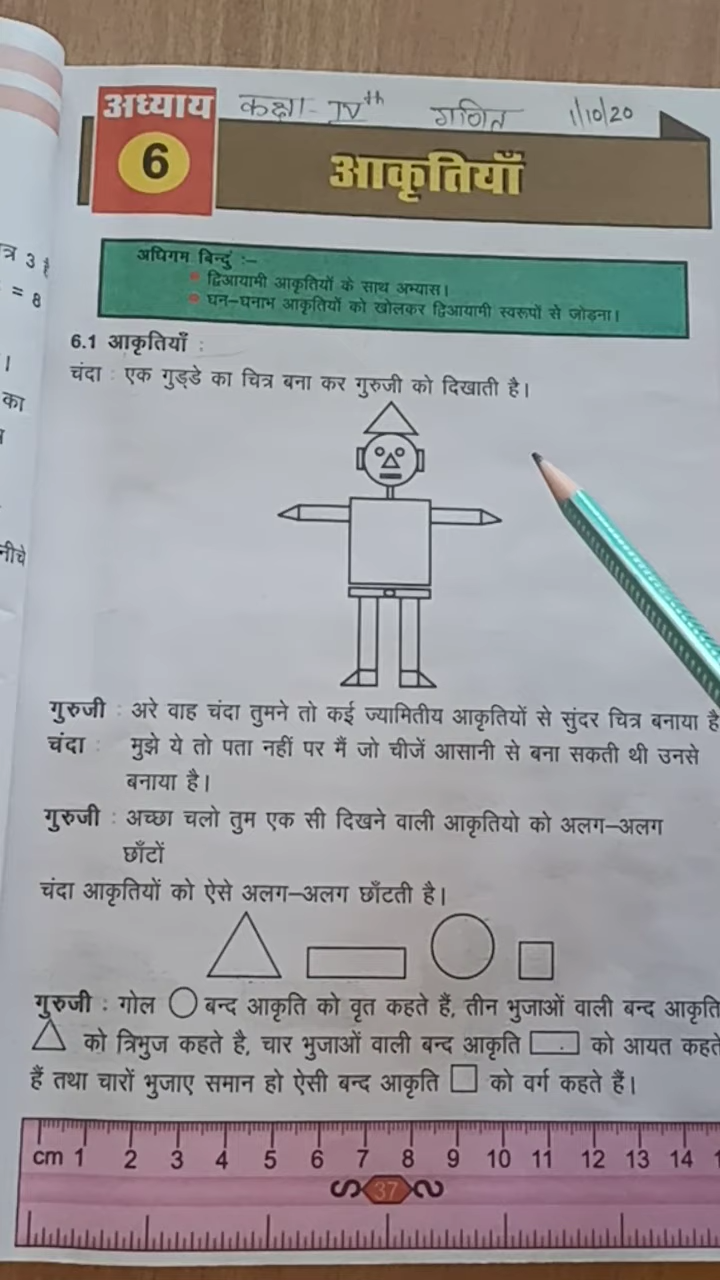 अध्याय
6
कक्षा - IVth गणित 1/10/20
आकृतियाँ
अधिगम बिन्दु :–
द्विआयामी आकृतियों के साथ अभ्यास।
घन–घनाभ आकृतियों को खोलकर द्विआयामी स्वरूपों से जोड़ना।
6.1 आकृतियाँ :
चंदा : एक गुड्डे का चित्र बना कर गुरुजी को दिखाती है।
गुरुजी : अरे वाह चंदा तुमने तो कई ज्यामितीय आकृतियों से सुंदर चित्र बनाया है
चंदा : मुझे ये तो पता नहीं पर मैं जो चीजें आसानी से बना सकती थी उनसे
बनाया है।
गुरुजी : अच्छा चलो तुम एक सी दिखने वाली आकृतियो को अलग–अलग
छाँटों
चंदा आकृतियों को ऐसे अलग–अलग छाँटती है।
गुरुजी : गोल बन्द आकृति को वृत कहते हैं, तीन भुजाओं वाली बन्द आकृति
को त्रिभुज कहते है, चार भुजाओं वाली बन्द आकृति को आयत कहते
हैं तथा चारों भुजाए समान हो ऐसी बन्द आकृति को वर्ग कहते हैं।
cm 1 2 3 4 5 6 7 8 9 10 11 12 13 14
37
त्र 3 है
= 8
।
का
नीचे